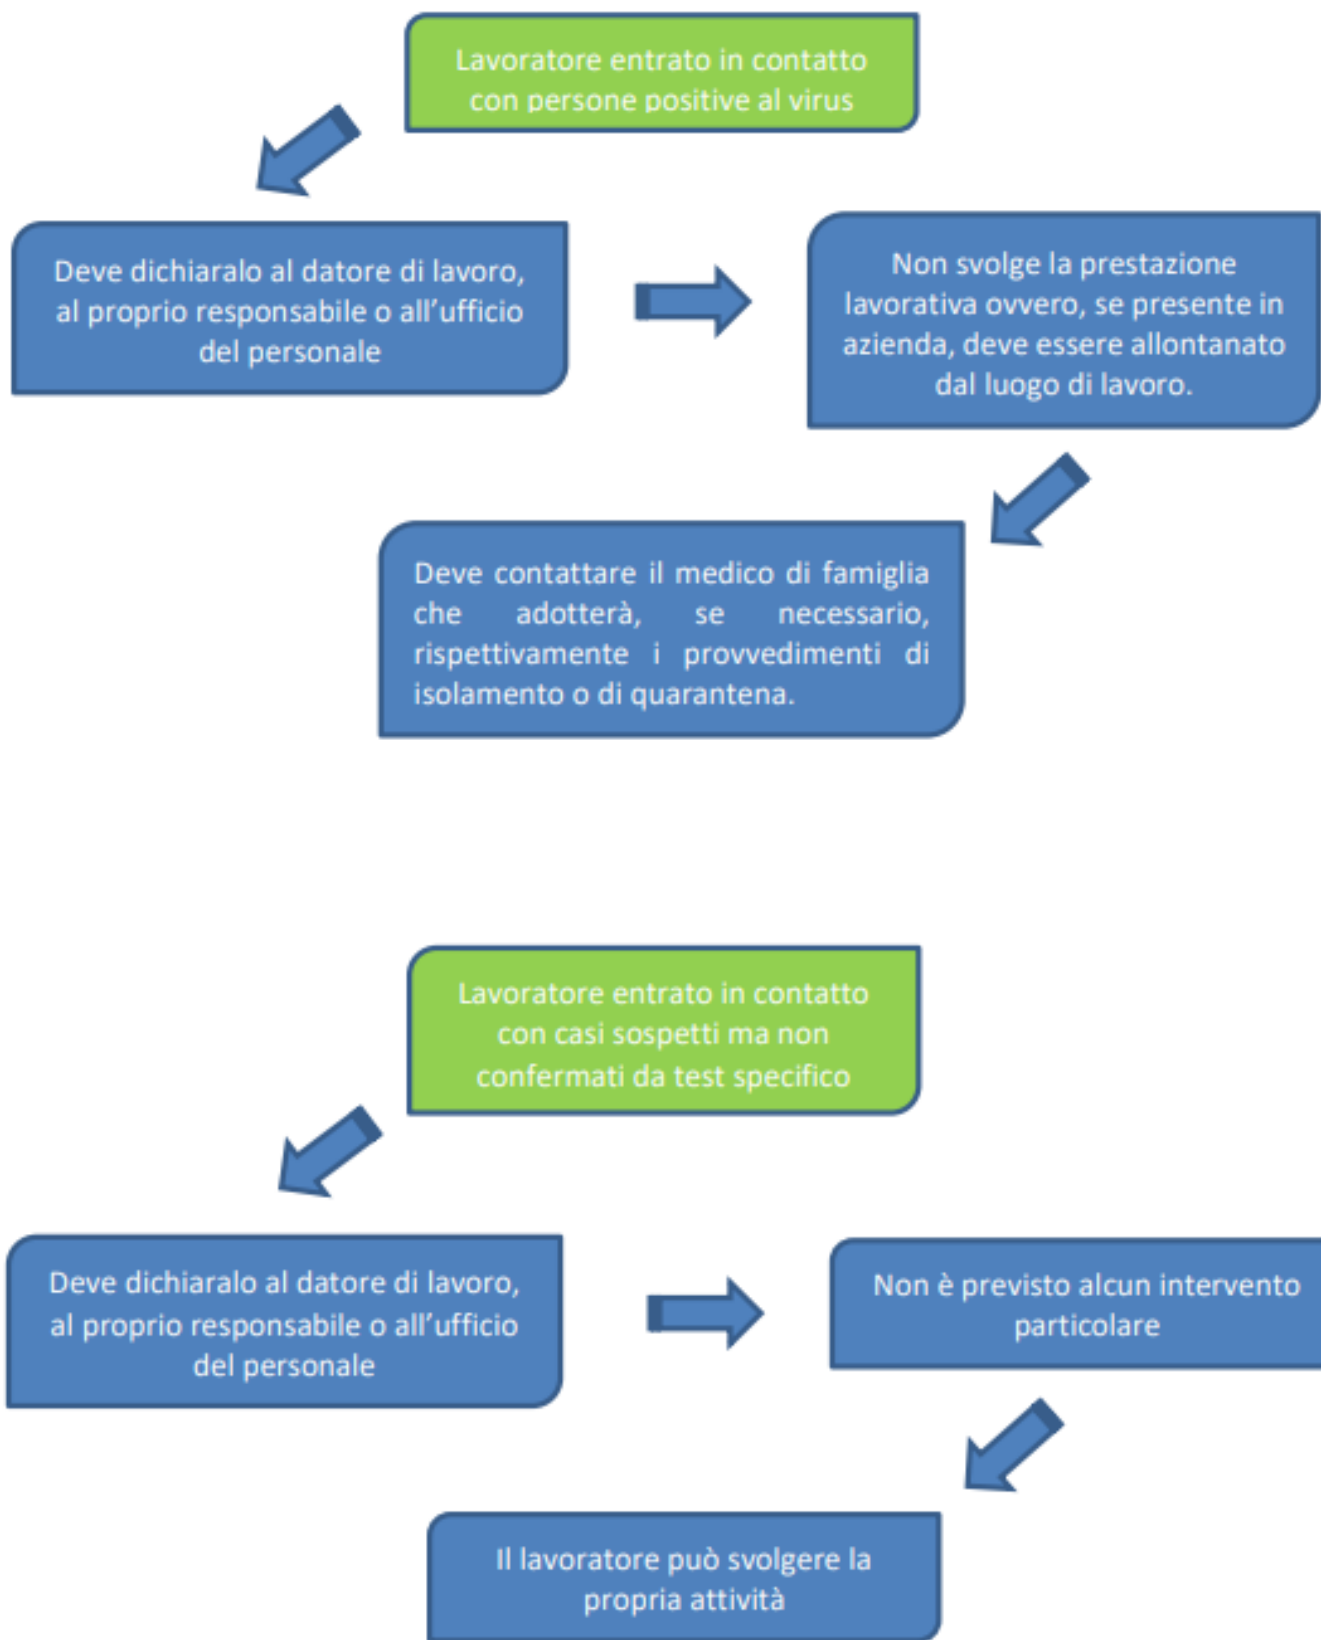 Lavoratore entrato in contatto
con persone positive al virus
Deve dichiaralo al datore di lavoro,
al proprio responsabile o all'ufficio
del personale
Non svolge la prestazione
lavorativa ovvero, se presente in
azienda, deve essere allontanato
dal luogo di lavoro.
Deve contattare il medico di famiglia
che adotterà, se necessario,
rispettivamente i provvedimenti di
isolamento o di quarantena.
Lavoratore entrato in contatto
con casi sospetti ma non
confermati da test specifico
Deve dichiaralo al datore di lavoro,
al proprio responsabile o all'ufficio
del personale
Non è previsto alcun intervento
particolare
Il lavoratore può svolgere la
propria attività